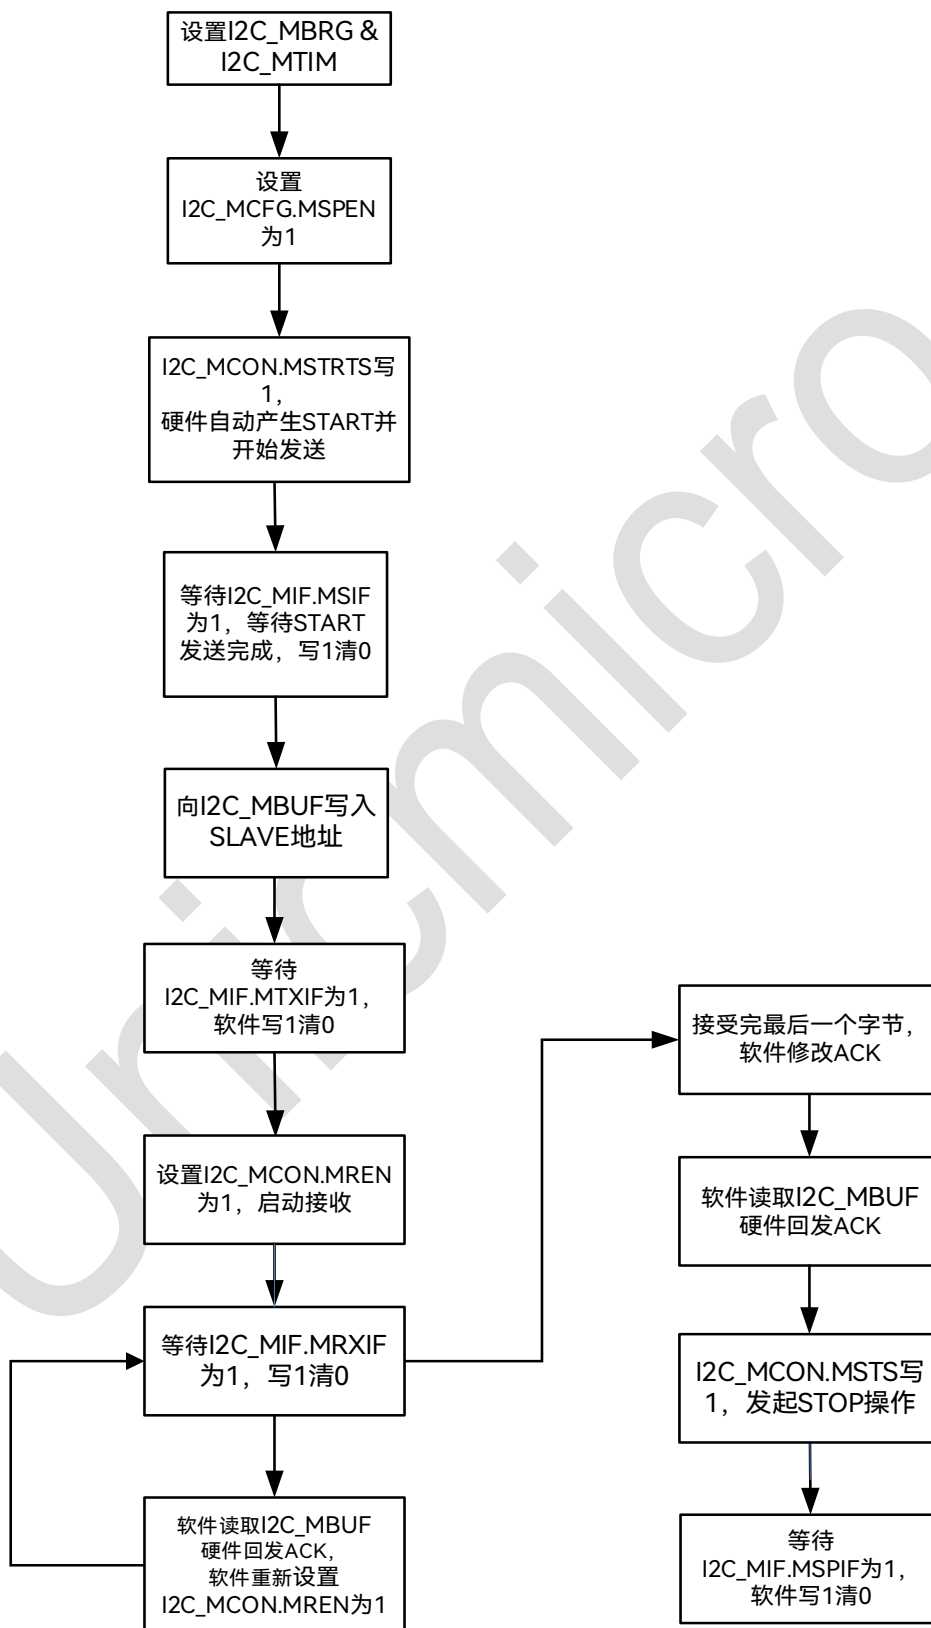 设置I2C_MBRG &
I2C_MTIM
设置
I2C_MCFG.MSPEN
为1
I2C_MCON.MSTRTS写
1，
硬件自动产生START并
开始发送
等待I2C_MIF.MSIF
为1，等待START
发送完成，写1清0
向I2C_MBUF写入
SLAVE地址
等待
I2C_MIF.MTXIF为1，
软件写1清0
设置I2C_MCON.MREN
为1，启动接收
等待I2C_MIF.MRXIF
为1，写1清0
软件读取I2C_MBUF
硬件回发ACK，
软件重新设置
I2C_MCON.MREN为1
接受完最后一个字节，
软件修改ACK
软件读取I2C_MBUF
硬件回发ACK
I2C_MCON.MSTS写
1，发起STOP操作
等待
I2C_MIF.MSPIF为1，
软件写1清0
Unicmicro